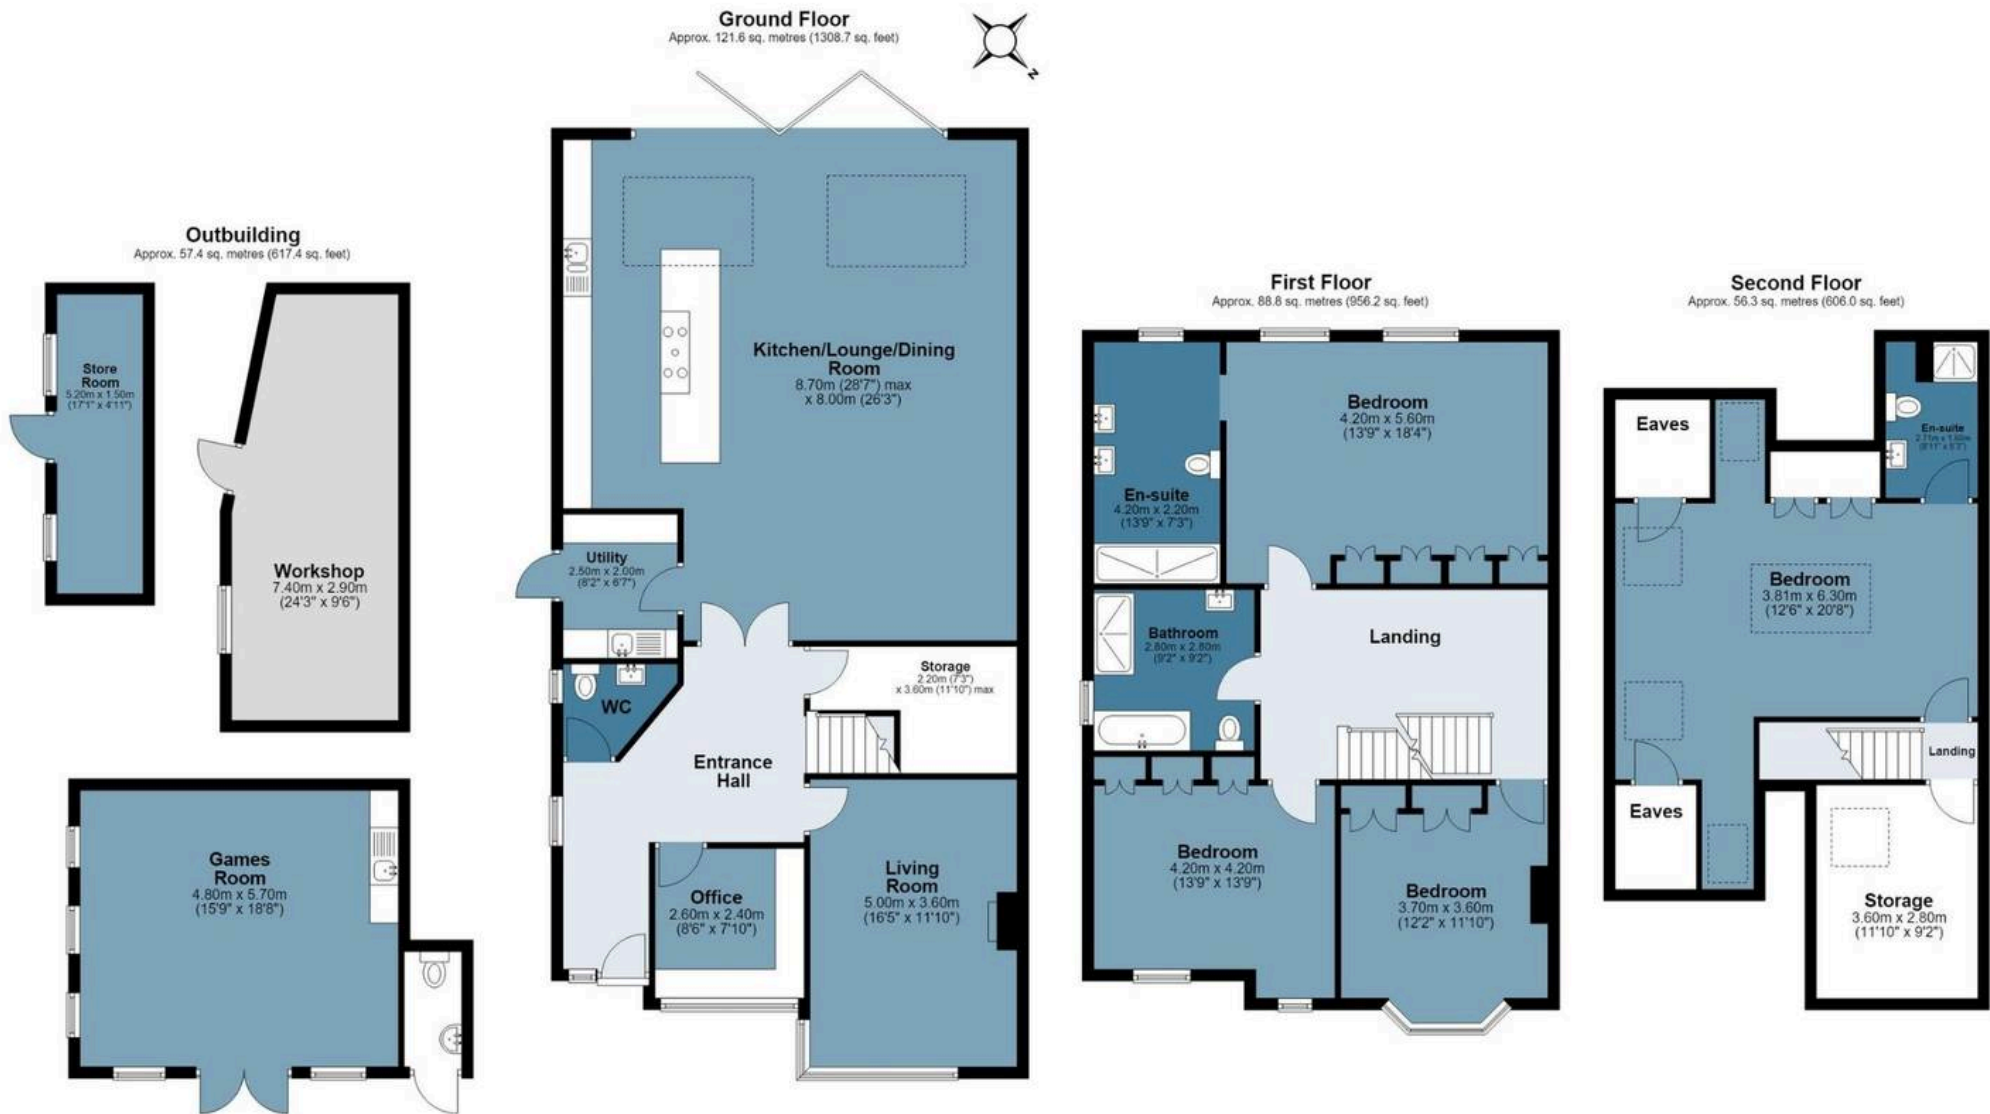 Ground Floor
Approx. 121.6 sq. metres (1308.7 sq. feet)
N
Kitchen/Lounge/Dining
Room
8.70m (28'7") max
x 8.00m (26'3")
Utility
2.50m x 2.00m
(8'2" x 6'7")
WC
Storage
2.20m (7'3")
x 3.60m (11'10") max
Entrance
Hall
Office
2.60m x 2.40m
(8'6" x 7'10")
Living
Room
5.00m x 3.60m
(16'5" x 11'10")
Outbuilding
Approx. 57.4 sq. metres (617.4 sq. feet)
Store
Room
5.20m x 1.50m
(17'1" x 4'11")
Workshop
7.40m x 2.90m
(24'3" x 9'6")
Games
Room
4.80m x 5.70m
(15'9" x 18'8")
First Floor
Approx. 88.8 sq. metres (956.2 sq. feet)
Bedroom
4.20m x 5.60m
(13'9" x 18'4")
En-suite
4.20m x 2.20m
(13'9" x 7'3")
Bathroom
2.80m x 2.80m
(9'2" x 9'2")
Landing
Bedroom
4.20m x 4.20m
(13'9" x 13'9")
Bedroom
3.70m x 3.60m
(12'2" x 11'10")
Second Floor
Approx. 56.3 sq. metres (606.0 sq. feet)
Eaves
En-suite
Bedroom
3.81m x 6.30m
(12'6" x 20'8")
Landing
Eaves
Storage
3.60m x 2.80m
(11'10" x 9'2")